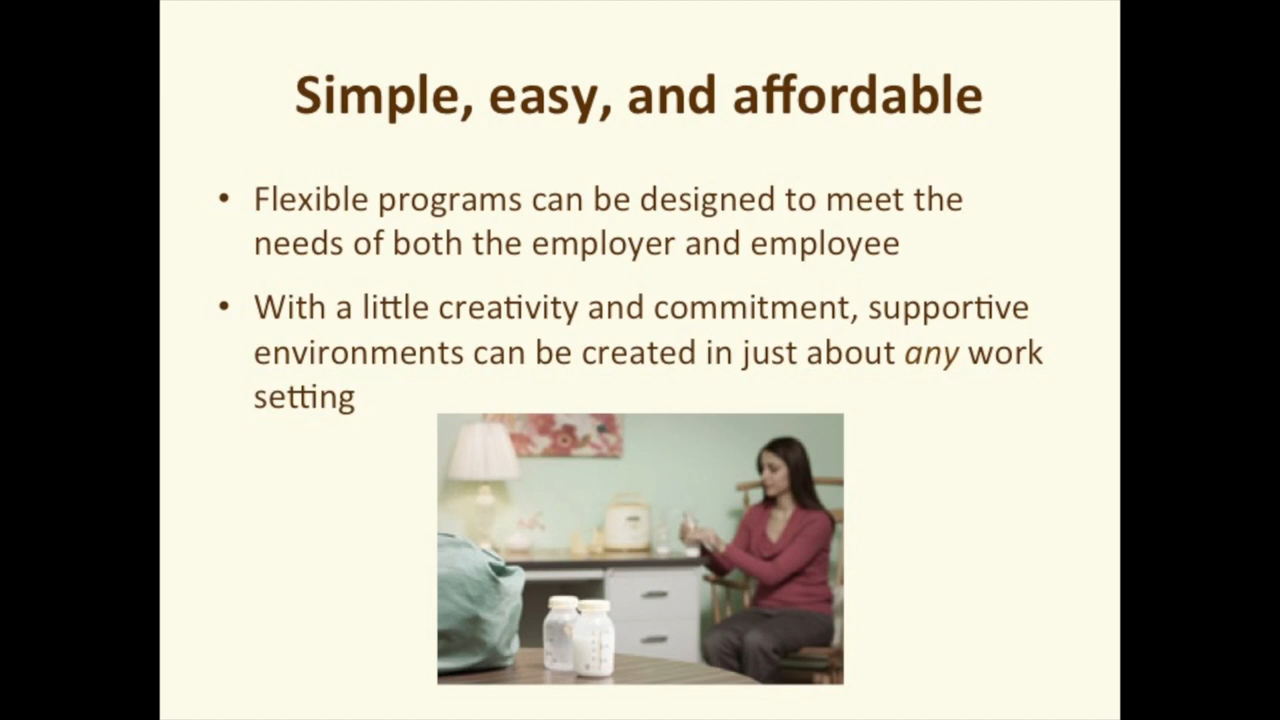 Simple, easy, and affordable
• Flexible programs can be designed to meet the
needs of both the employer and employee
• With a little creativity and commitment, supportive
environments can be created in just about any work
setting